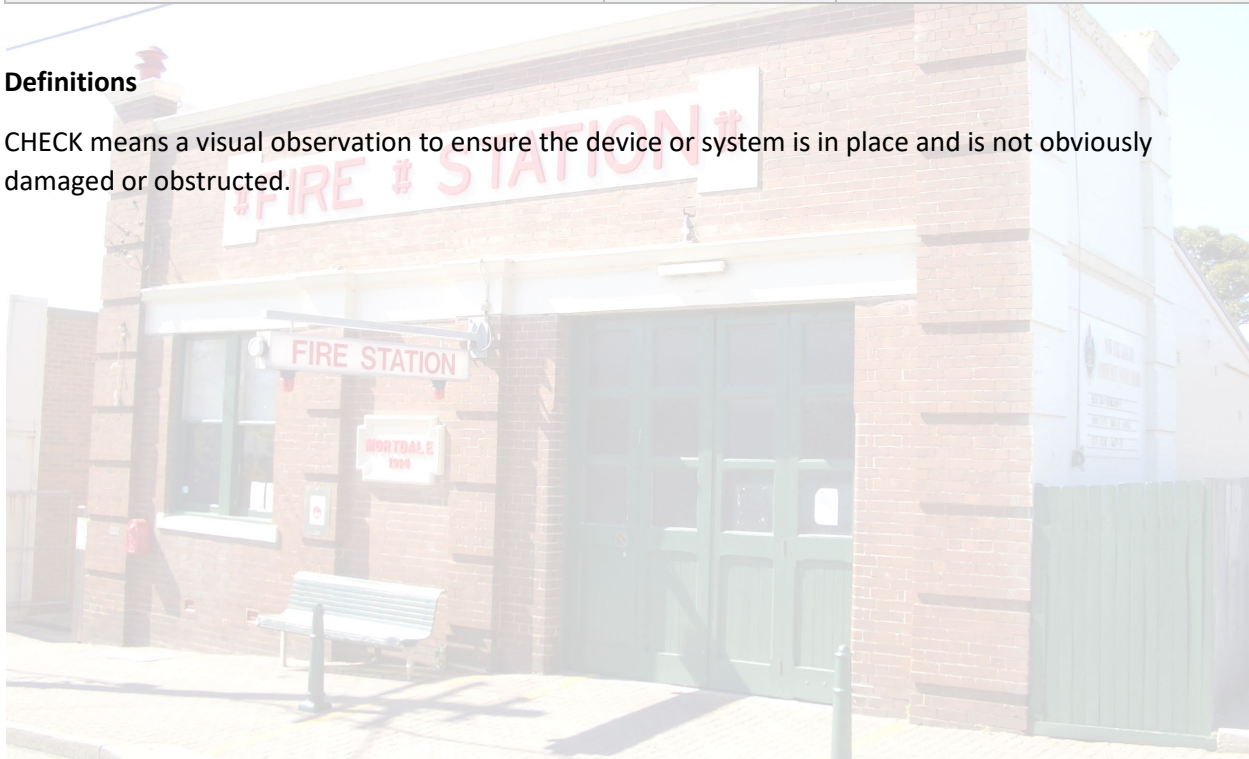 Definitions
CHECK means a visual observation to ensure the device or system is in place and is not obviously
damaged or obstructed.
FIRE STATION
FIRE STATION
MORTDALE